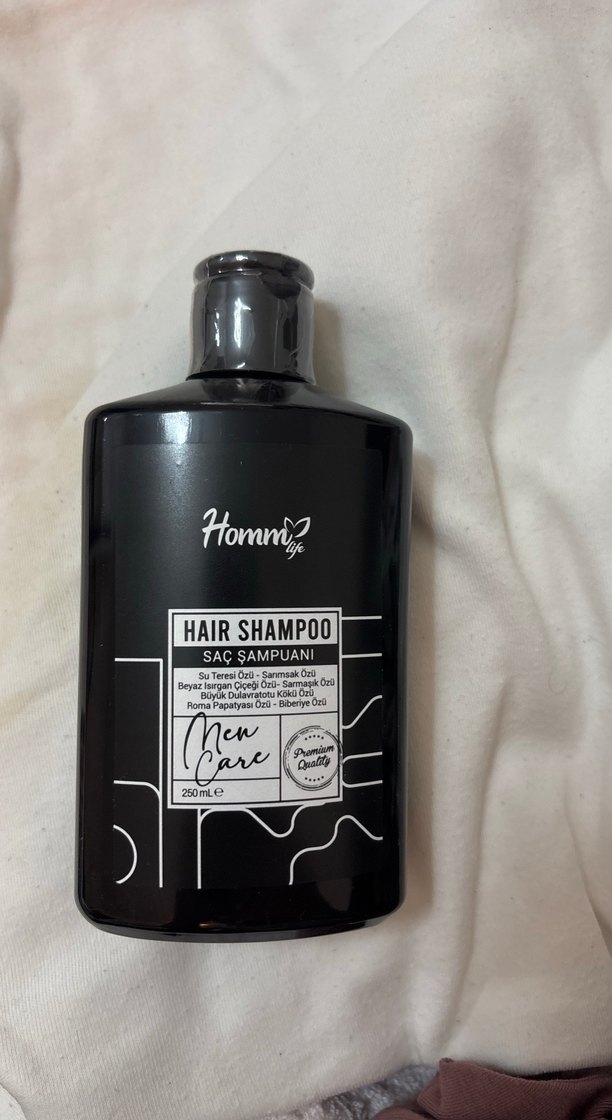 Homm life
HAIR SHAMPOO
SAÇ ŞAMPUANI
Su Teresi Özü - Sarımsak Özü
Beyaz Isırgan Çiçeği Özü- Sarmaşık Özü
Büyük Dulavratotu Kökü Özü
Roma Papatyası Özü - Biberiye Özü
Men
Care
Premium
Quality
250 mL℮